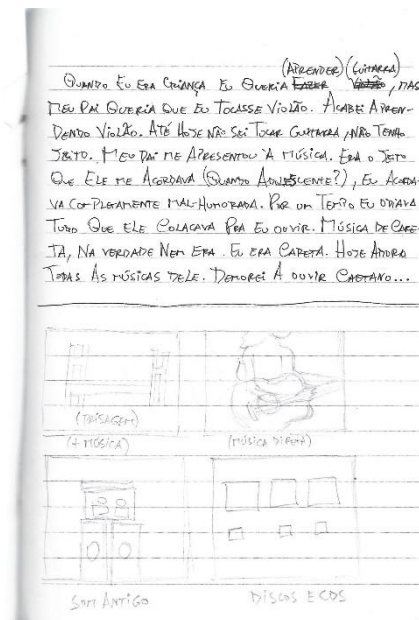 (APRENDER) (GUITARRA)
QUANDO EU ERA CRIANÇA EU QUERIA FAZER VIOLÃO, MAS
MEU PAI QUERIA QUE EU TOCASSE VIOLÃO. ACABEI APREN-
DENDO VIOLÃO. ATÉ HOJE NÃO SEI TOCAR GUITARRA, NÃO TENHO
JEITO. MEU PAI ME APRESENTOU À MÚSICA. ERA O JEITO
QUE ELE ME ACORDAVA (QUANDO ADOLESCENTE?), EU ACORDA-
VA COMPLETAMENTE MAL-HUMORADA. POR UM TEMPO EU ODIAVA
TUDO QUE ELE COLOCAVA PRA EU OUVIR. MÚSICA DE CARE-
TA, NA VERDADE NEM ERA. EU ERA CARETA. HOJE ADORO
TODAS AS MÚSICAS DELE. DEMOREI À OUVIR CAETANO...
(PAISAGEM)
(+ MÚSICA)
(MÚSICA DIRETA)
SOM ANTIGO
DISCOS E CDS